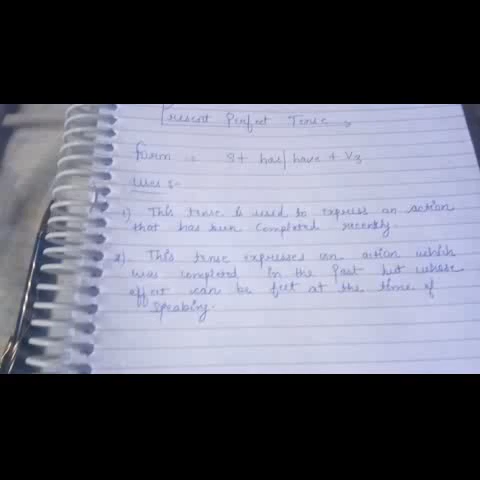 Present Perfect Tense
form = S+ has/have + V3
Uses :-
1) This tense is used to express an action
that has been completed recently.
2) This tense expresses an action which
was completed in the Past but whose
effect can be feet at the time of
Speaking.